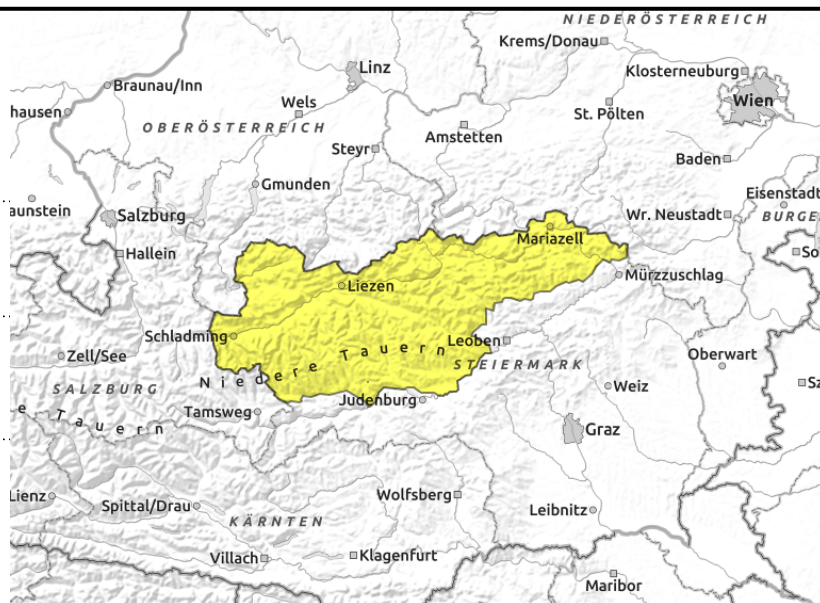 NIEDERÖSTERREICH
Krems/Donau
Linz
Klosterneuburg
Braunau/Inn
Wels
Wien
hausen
St. Pölten
OBERÖSTERREICH
Amstetten
Steyr
Baden
Gmunden
Eisenstadt
aunstein
Salzburg
Wr. Neustadt
BURGE
Mariazell
Hallein
So
Mürzzuschlag
Liezen
Schladming
Leoben
Zell/See
Niedere Tauern
Oberwart
STEIERMARK
SALZBURG
Weiz
Sz
Tamsweg
Judenburg
e Tauern
Graz
Lienz
Wolfsberg
Spittal/Drau
Leibnitz
KÄRNTEN
Villach
Klagenfurt
Maribor